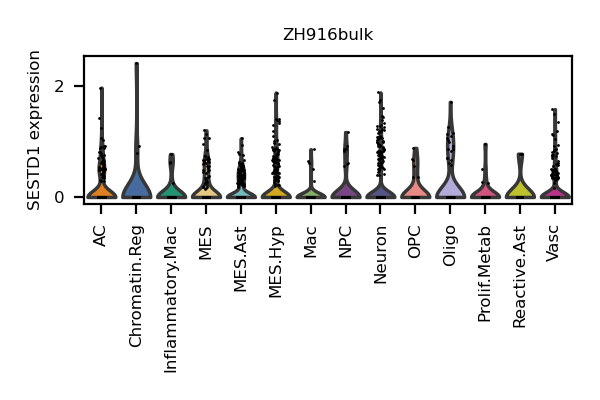 ZH916bulk
SESTD1 expression
2
0
AC
Chromatin.Reg
Inflammatory.Mac
MES
MES.Ast
MES.Hyp
Mac
NPC
Neuron
OPC
Oligo
Prolif.Metab
Reactive.Ast
Vasc